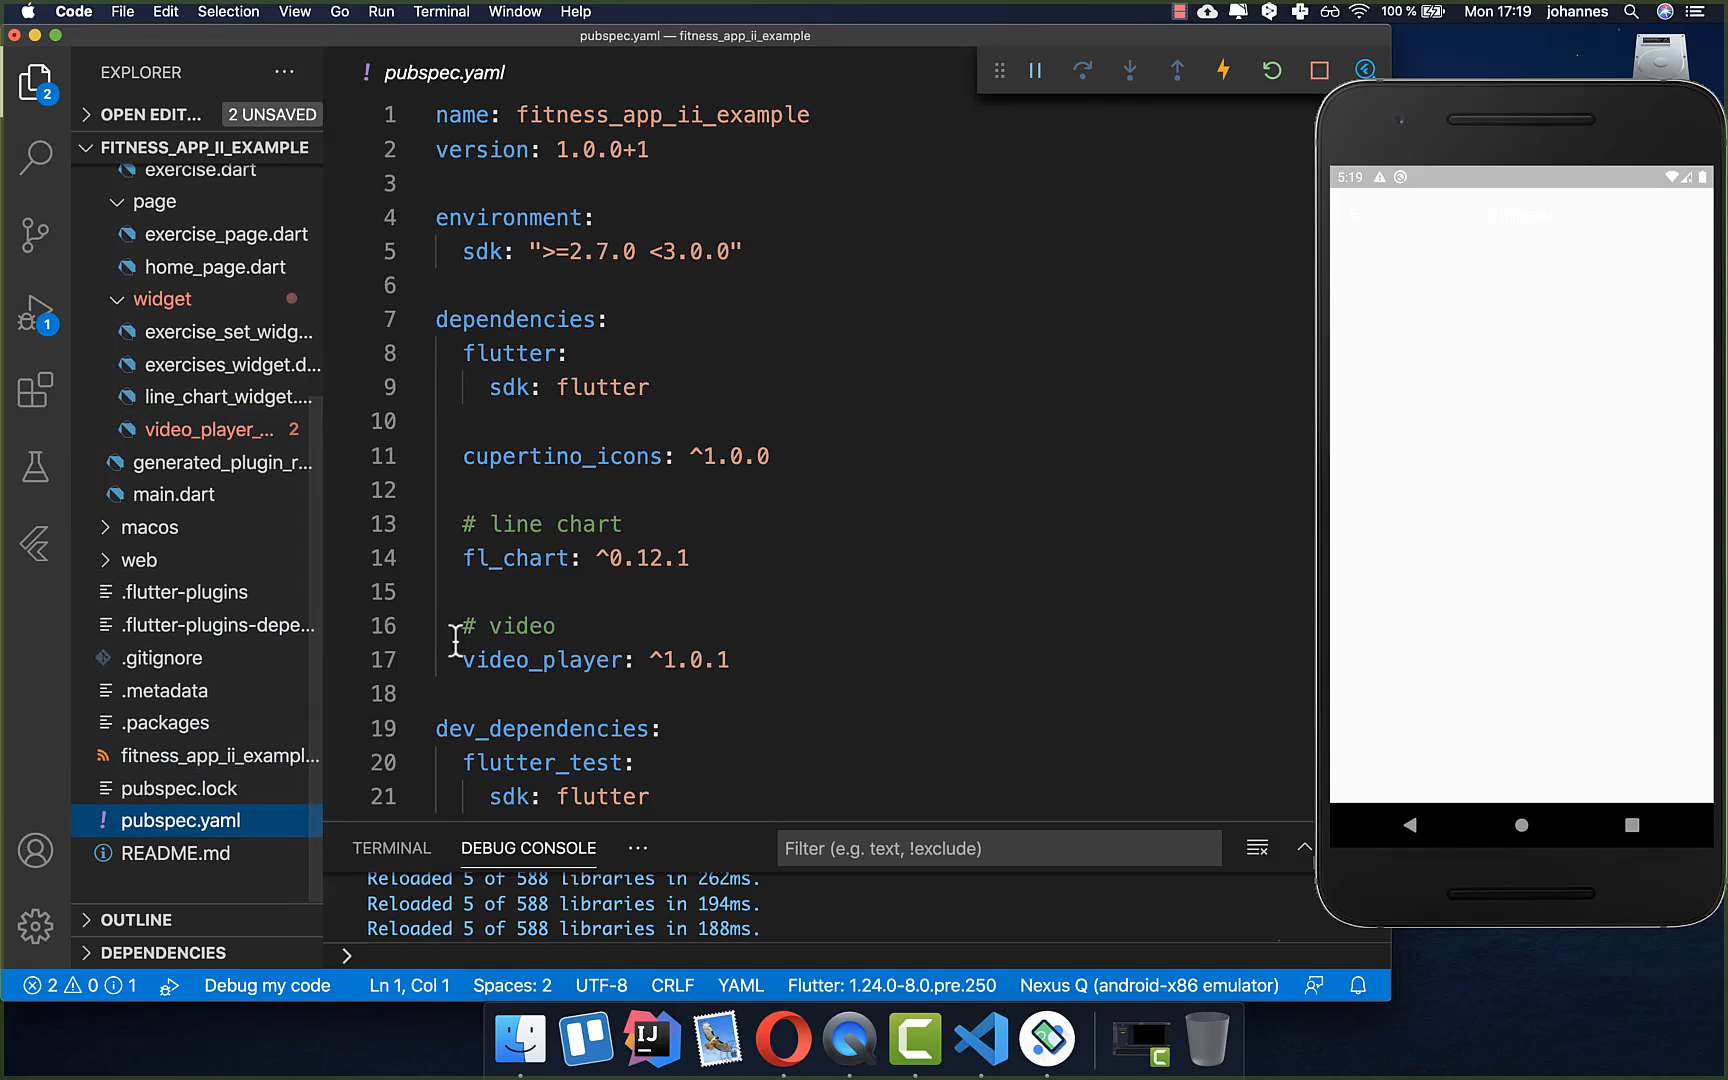 Code File Edit Selection View Go Run Terminal Window Help
100 % Mon 17:19 johannes
pubspec.yaml — fitness_app_ii_example
EXPLORER ...
! pubspec.yaml
2
OPEN EDIT... 2 UNSAVED
FITNESS_APP_II_EXAMPLE
exercise.dart
page
exercise_page.dart
home_page.dart
widget
1
exercise_set_widg...
exercises_widget.d...
line_chart_widget....
video_player_... 2
generated_plugin_r...
main.dart
macos
web
.flutter-plugins
.flutter-plugins-depe...
.gitignore
.metadata
.packages
fitness_app_ii_exampl...
pubspec.lock
! pubspec.yaml
README.md
OUTLINE
DEPENDENCIES
1 name: fitness_app_ii_example
2 version: 1.0.0+1
3
4 environment:
5 sdk: ">=2.7.0 <3.0.0"
6
7 dependencies:
8 flutter:
9 sdk: flutter
10
11 cupertino_icons: ^1.0.0
12
13 # line chart
14 fl_chart: ^0.12.1
15
16 # video
17 video_player: ^1.0.1
18
19 dev_dependencies:
20 flutter_test:
21 sdk: flutter
TERMINAL DEBUG CONSOLE ... Filter (e.g. text, !exclude)
Reloaded 5 of 588 libraries in 262ms.
Reloaded 5 of 588 libraries in 194ms.
Reloaded 5 of 588 libraries in 188ms.
2 0 1 Debug my code Ln 1, Col 1 Spaces: 2 UTF-8 CRLF YAML Flutter: 1.24.0-8.0.pre.250 Nexus Q (android-x86 emulator)
5:19
IJ